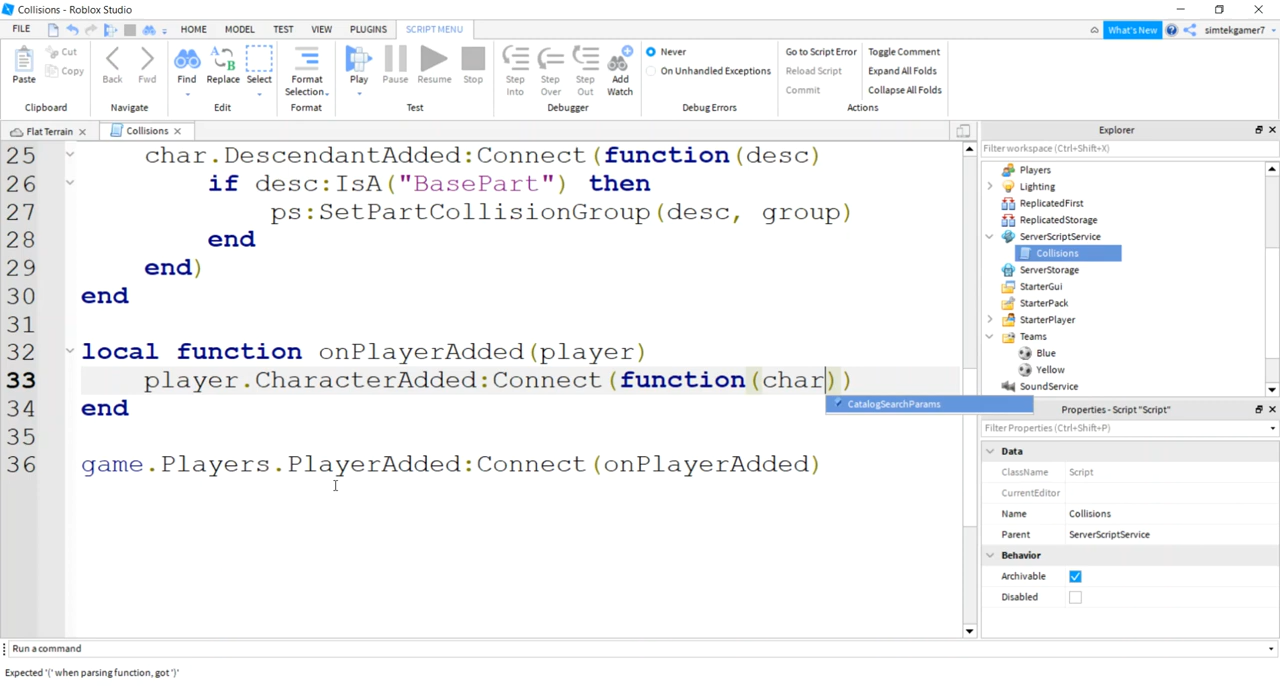 Collisions - Roblox Studio
FILE HOME MODEL TEST VIEW PLUGINS SCRIPT MENU What's New simtekgamer7
Paste Cut Copy Back Fwd Find Replace Select Format Selection Play Pause Resume Stop Step Into Step Over Step Out Add Watch Never On Unhandled Exceptions Go to Script Error Reload Script Commit Toggle Comment Expand All Folds Collapse All Folds
Clipboard Navigate Edit Format Test Debugger Debug Errors Actions
Flat Terrain Collisions
25 char.DescendantAdded:Connect(function(desc)
26 if desc:IsA("BasePart") then
27 ps:SetPartCollisionGroup(desc, group)
28 end
29 end)
30 end
31
32 local function onPlayerAdded(player)
33 player.CharacterAdded:Connect(function(char))
CatalogSearchParams
34 end
35
36 game.Players.PlayerAdded:Connect(onPlayerAdded)
Explorer
Filter workspace (Ctrl+Shift+X)
Players
Lighting
ReplicatedFirst
ReplicatedStorage
ServerScriptService
Collisions
ServerStorage
StarterGui
StarterPack
StarterPlayer
Teams
Blue
Yellow
SoundService
Properties - Script "Script"
Filter Properties (Ctrl+Shift+P)
Data
ClassName Script
CurrentEditor
Name Collisions
Parent ServerScriptService
Behavior
Archivable
Disabled
Run a command
Expected '(' when parsing function, got ')'